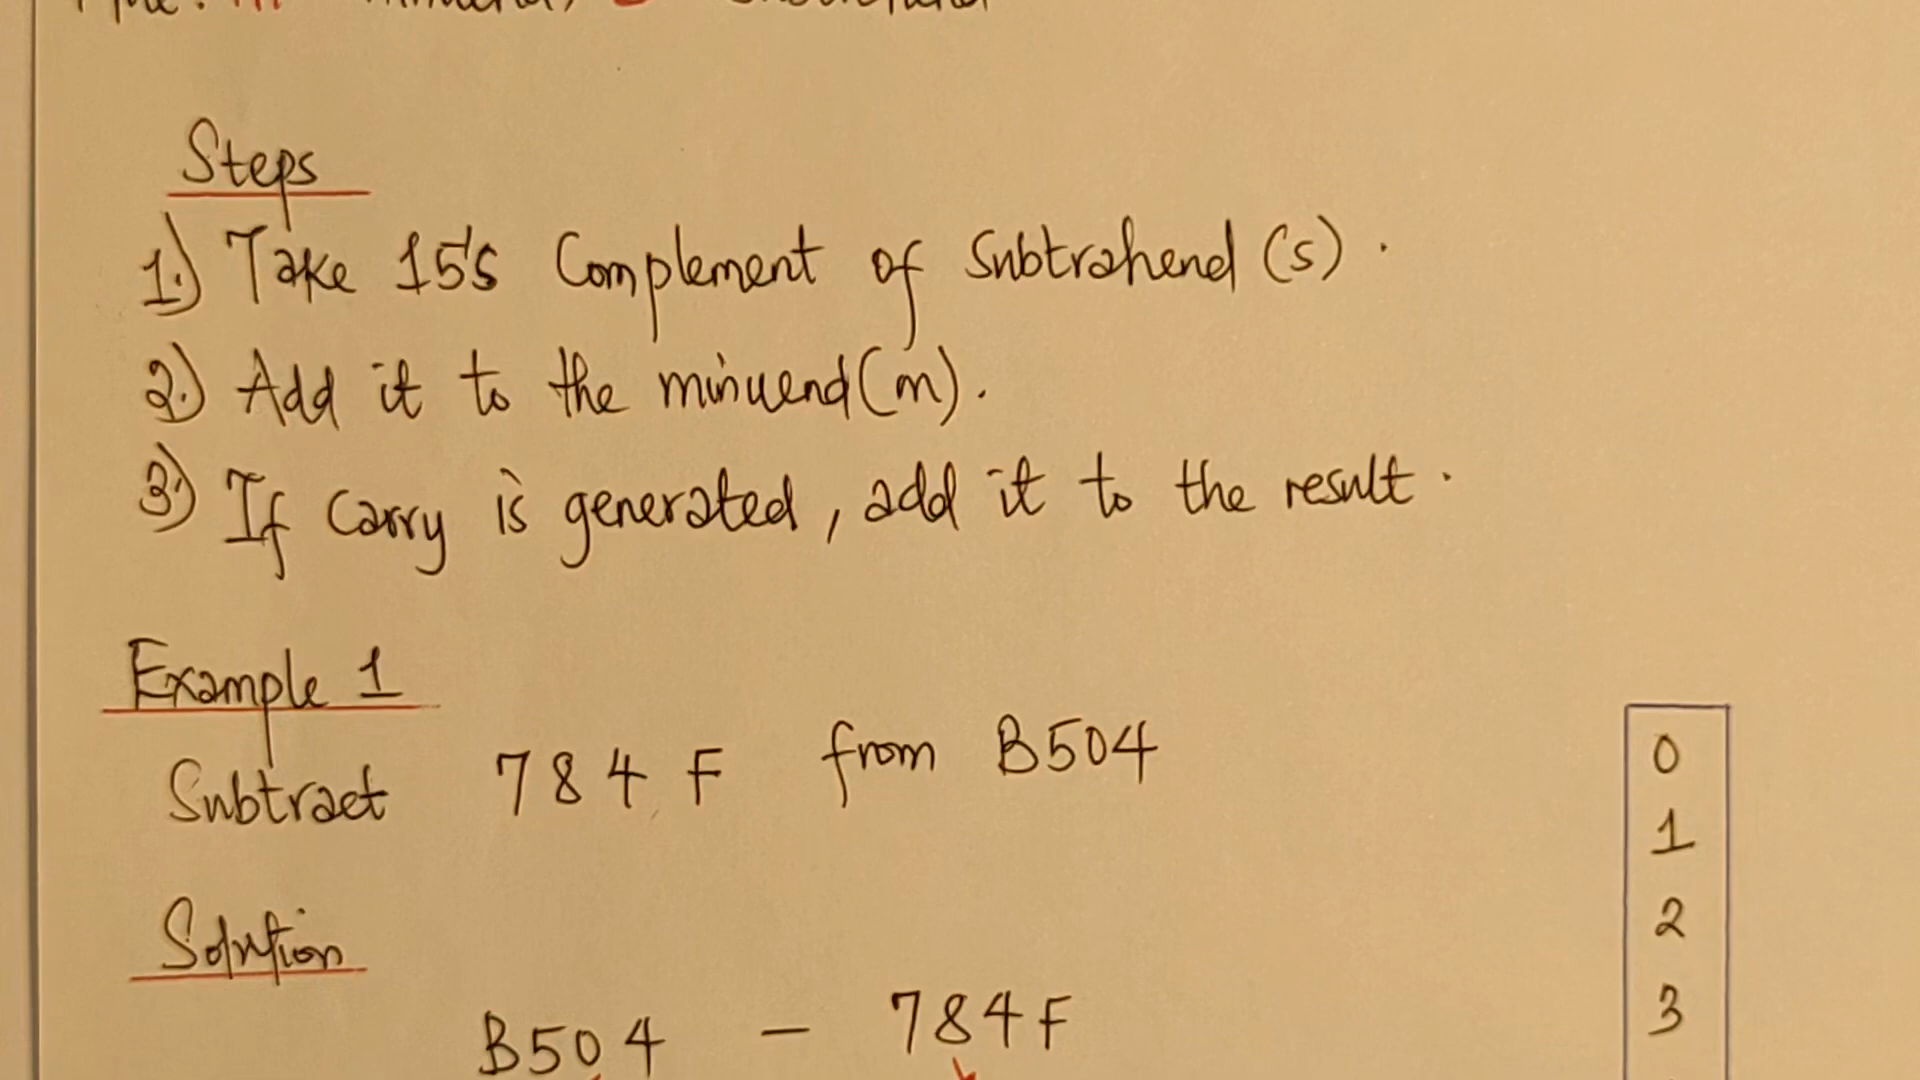 Steps
1.) Take 15's Complement of Subtrahend (s).
2.) Add it to the minuend (m).
3.) If Carry is generated, add it to the result.
Example 1
Subtract 784F from B504
Solution
B504 - 784F
0
1
2
3